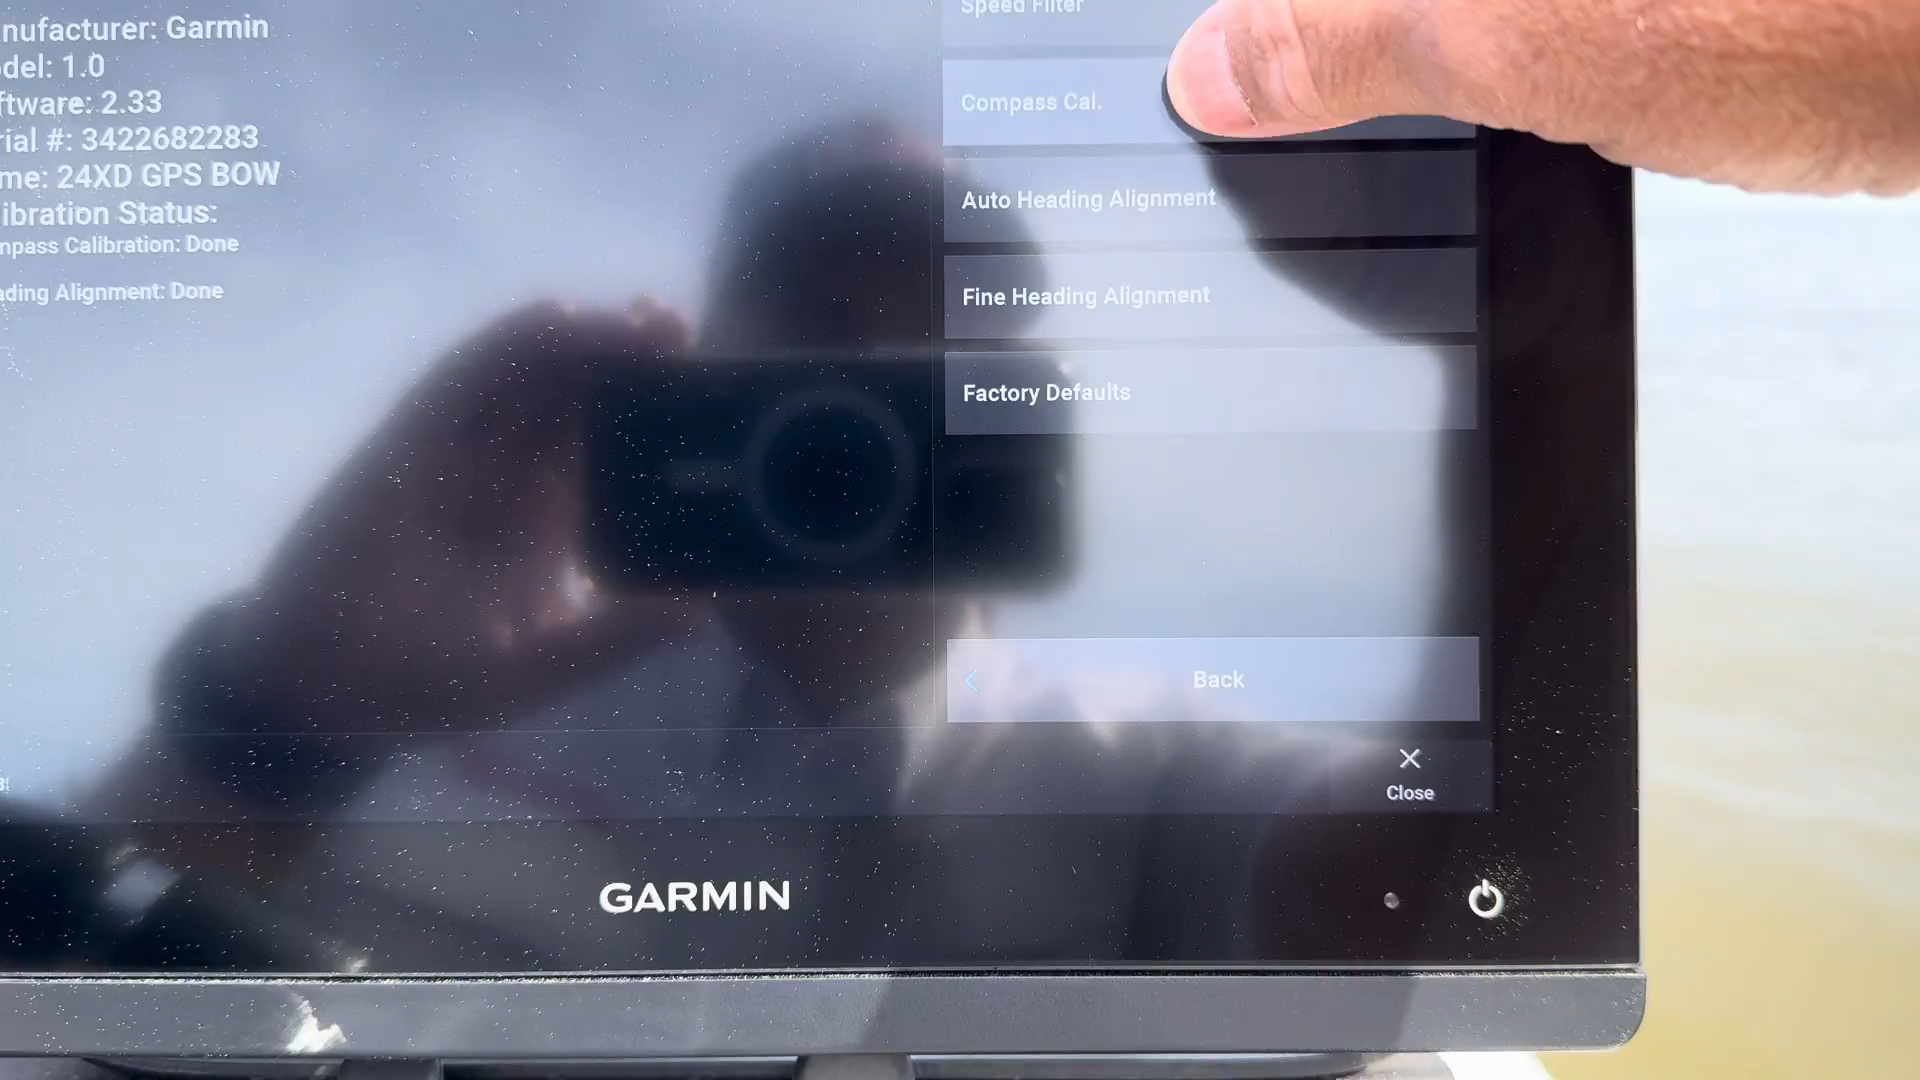 nufacturer: Garmin
del: 1.0
ftware: 2.33
rial #: 3422682283
me: 24XD GPS BOW
ibration Status:
mpass Calibration: Done
ading Alignment: Done
Speed Filter
Compass Cal.
Auto Heading Alignment
Fine Heading Alignment
Factory Defaults
Back
Close
GARMIN